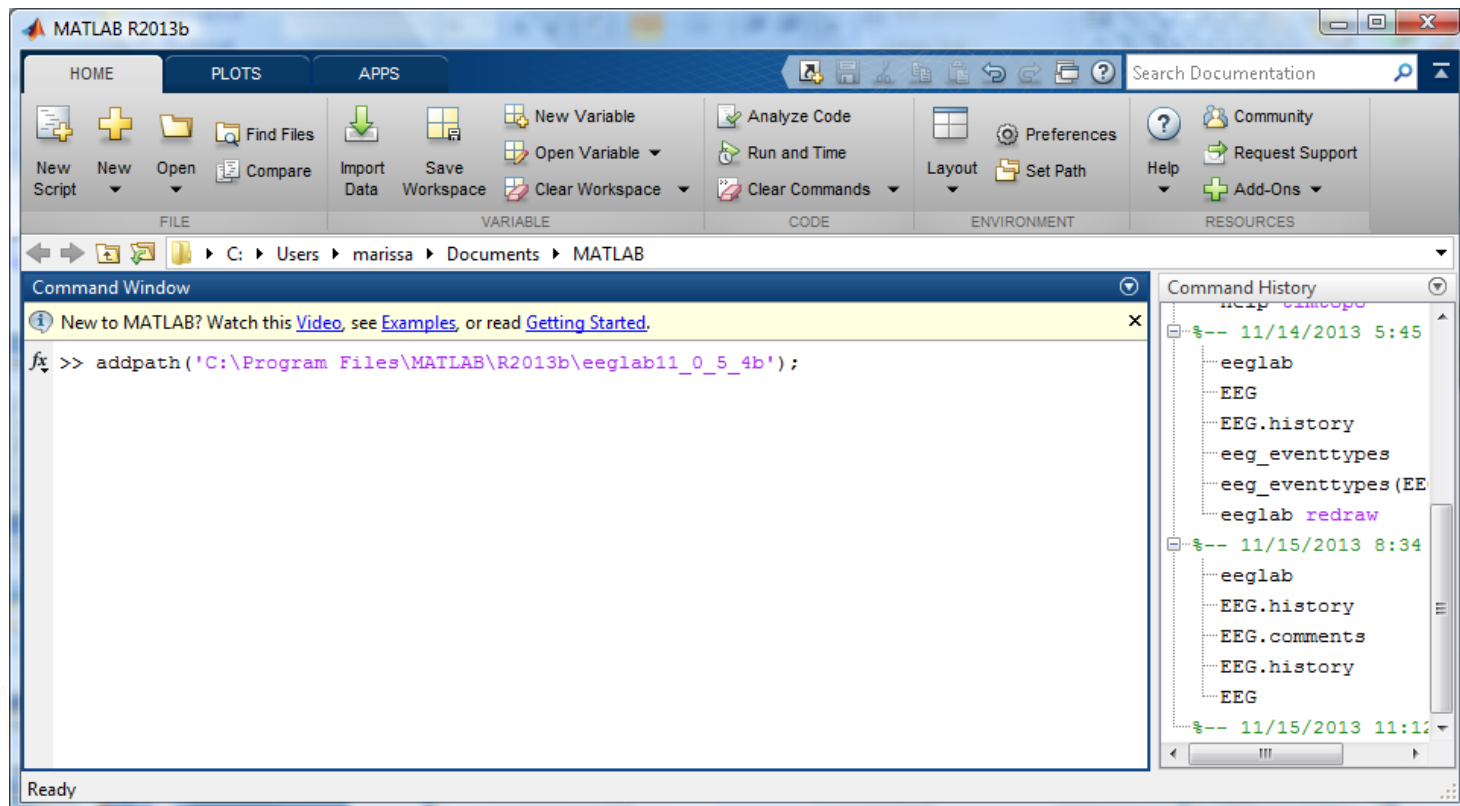 MATLAB R2013b
HOME PLOTS APPS Search Documentation
New Script
New
Open
Find Files
Compare
Import Data
Save Workspace
New Variable
Open Variable
Clear Workspace
Analyze Code
Run and Time
Clear Commands
Layout
Preferences
Set Path
Help
Community
Request Support
Add-Ons
FILE VARIABLE CODE ENVIRONMENT RESOURCES
C: Users marissa Documents MATLAB
Command Window
New to MATLAB? Watch this Video, see Examples, or read Getting Started.
fx >> addpath('C:\Program Files\MATLAB\R2013b\eeglab11_0_5_4b');
Command History
%-- 11/14/2013 5:45
eeglab
EEG
EEG.history
eeg_eventtypes
eeg_eventtypes(EE
eeglab redraw
%-- 11/15/2013 8:34
eeglab
EEG.history
EEG.comments
EEG.history
EEG
%-- 11/15/2013 11:12
Ready